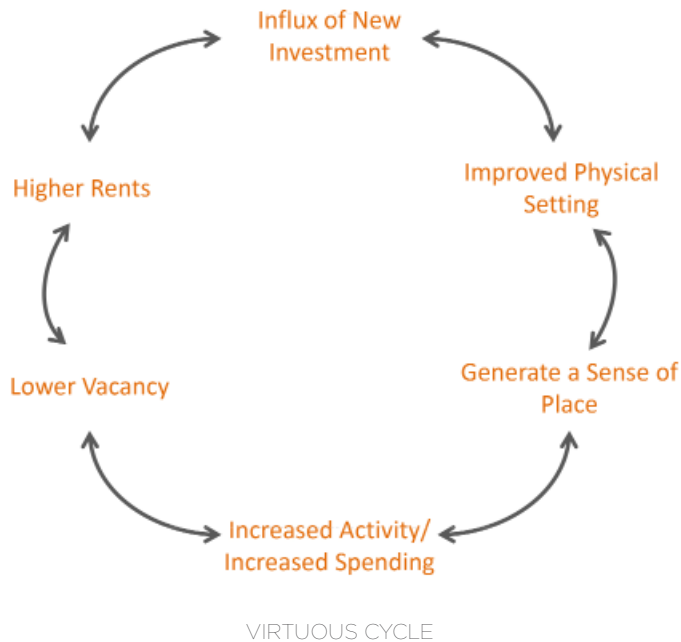 Influx of New
Investment
Improved Physical
Setting
Generate a Sense of
Place
Increased Activity/
Increased Spending
Lower Vacancy
Higher Rents
VIRTUOUS CYCLE